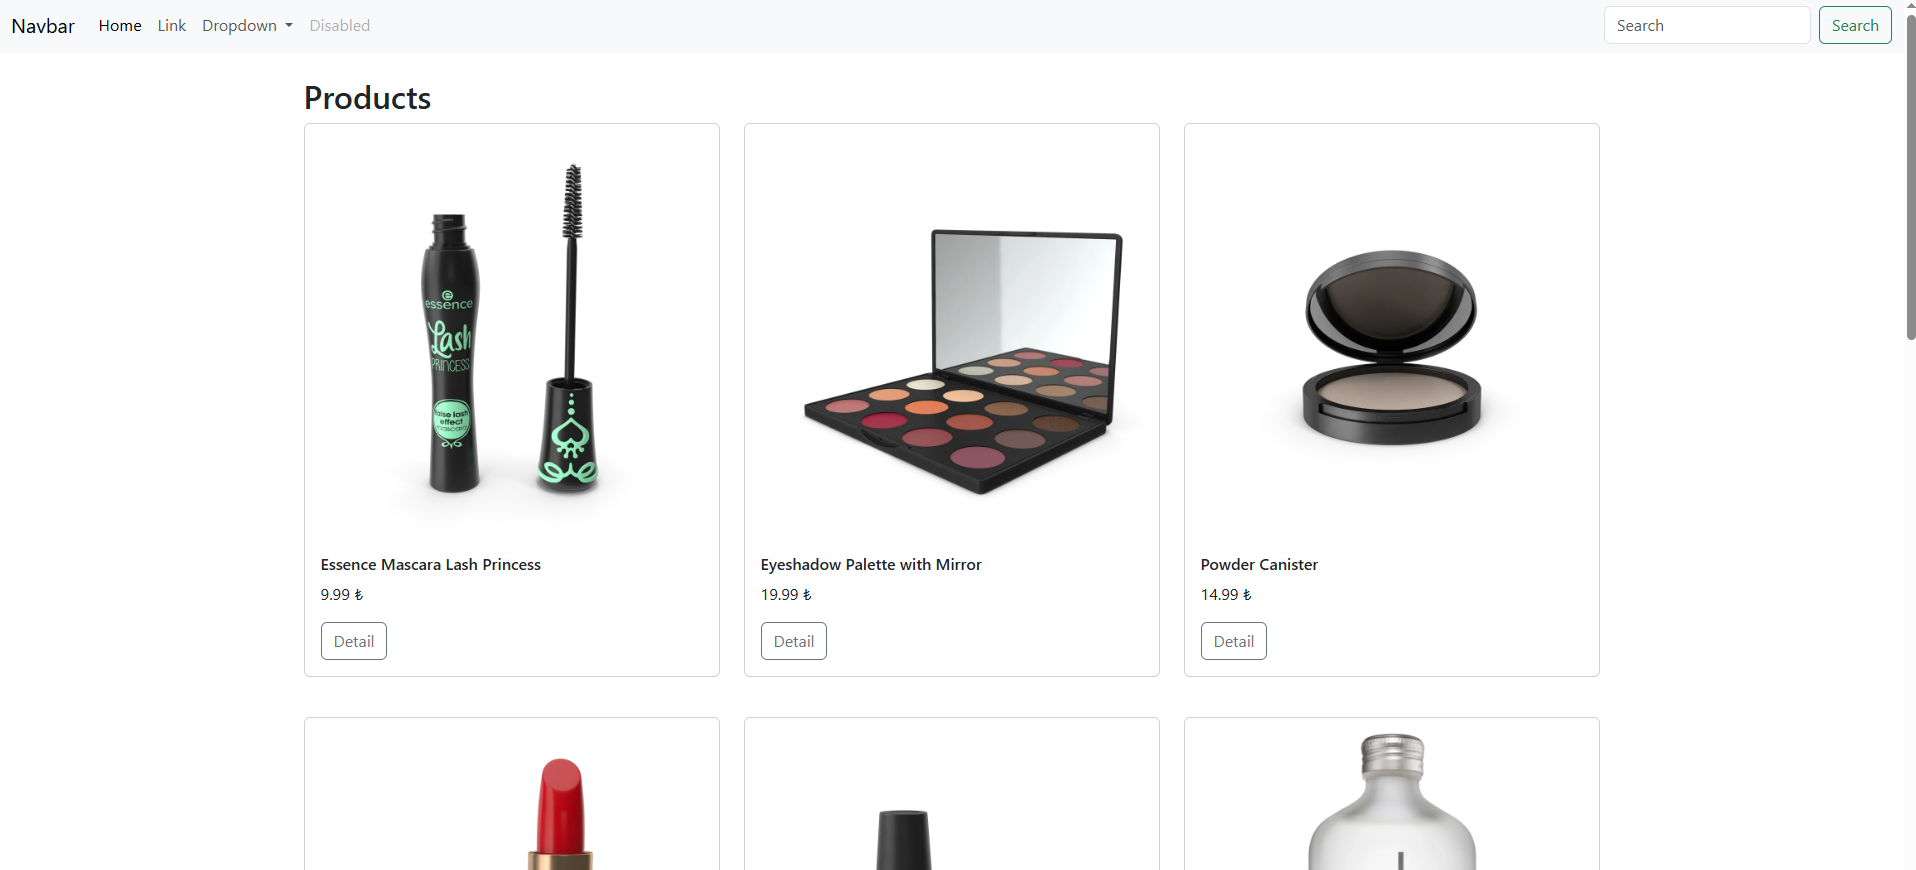 Navbar Home Link Dropdown Disabled Search Search
Products
essence
Lash
PRINCESS
false lash
effect
mascara
Essence Mascara Lash Princess
9.99 ₺
Detail
Eyeshadow Palette with Mirror
19.99 ₺
Detail
Powder Canister
14.99 ₺
Detail